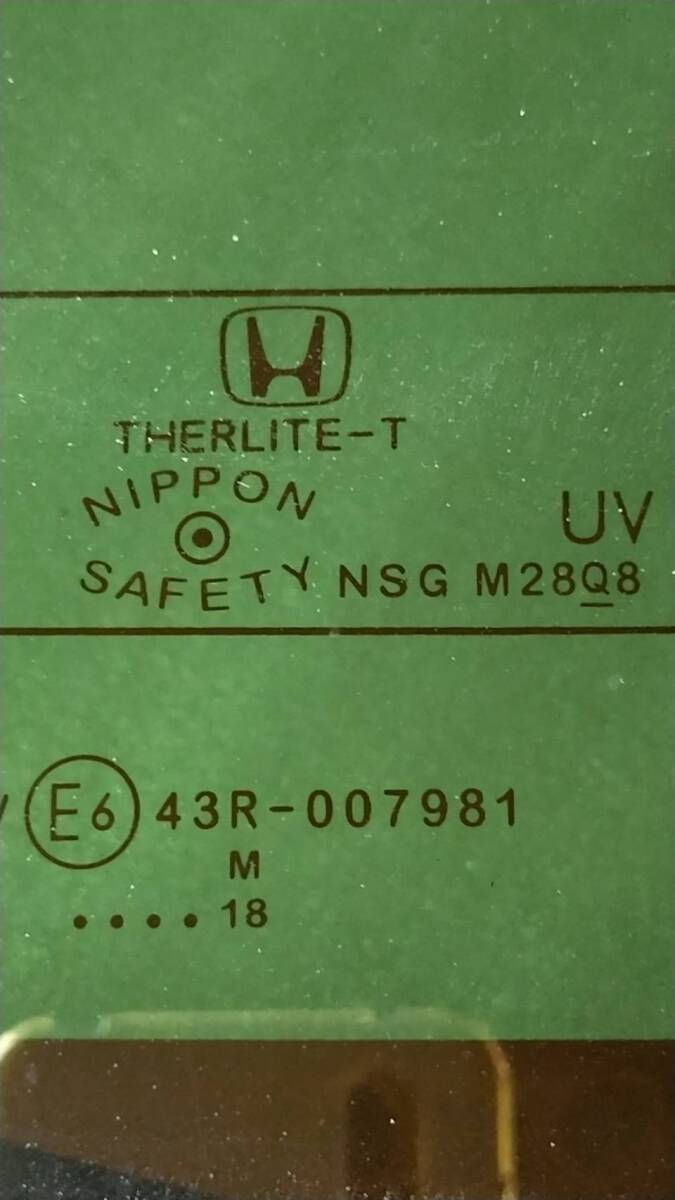 THERLITE-T
NIPPON
UV
SAFETY NSG M28Q8
E6 43R-007981
M
....18